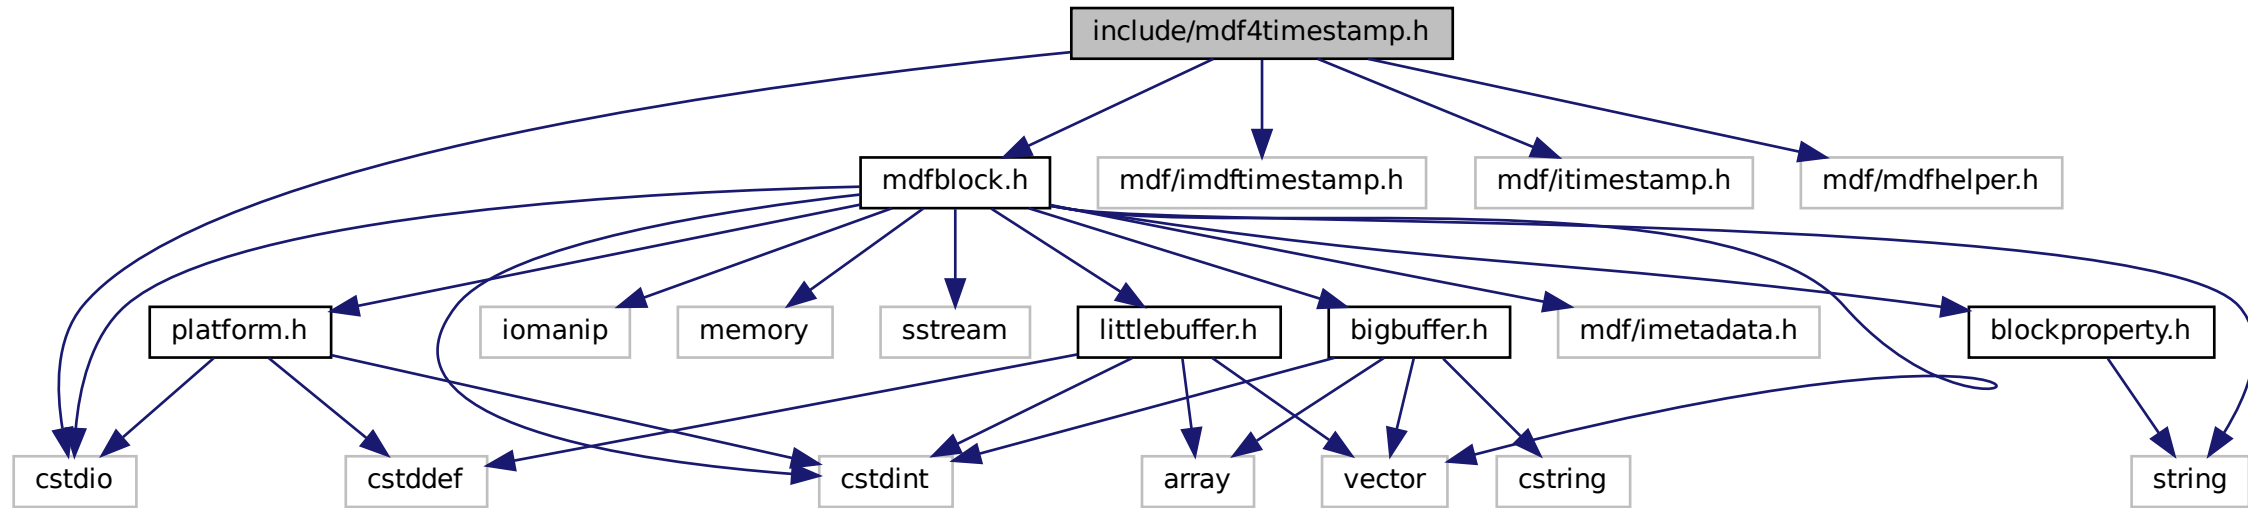 include/mdf4timestamp.h
mdfblock.h
mdf/imdftimestamp.h
mdf/itimestamp.h
mdf/mdfhelper.h
platform.h
iomanip
memory
sstream
littlebuffer.h
bigbuffer.h
mdf/imetadata.h
blockproperty.h
cstdio
cstddef
cstdint
array
vector
cstring
string